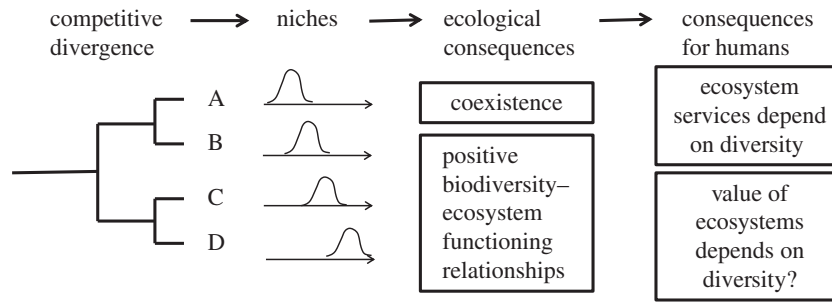 competitive
divergence
niches
ecological
consequences
consequences
for humans
A
B
C
D
coexistence
positive
biodiversity–
ecosystem
functioning
relationships
ecosystem
services depend
on diversity
value of
ecosystems
depends on
diversity?